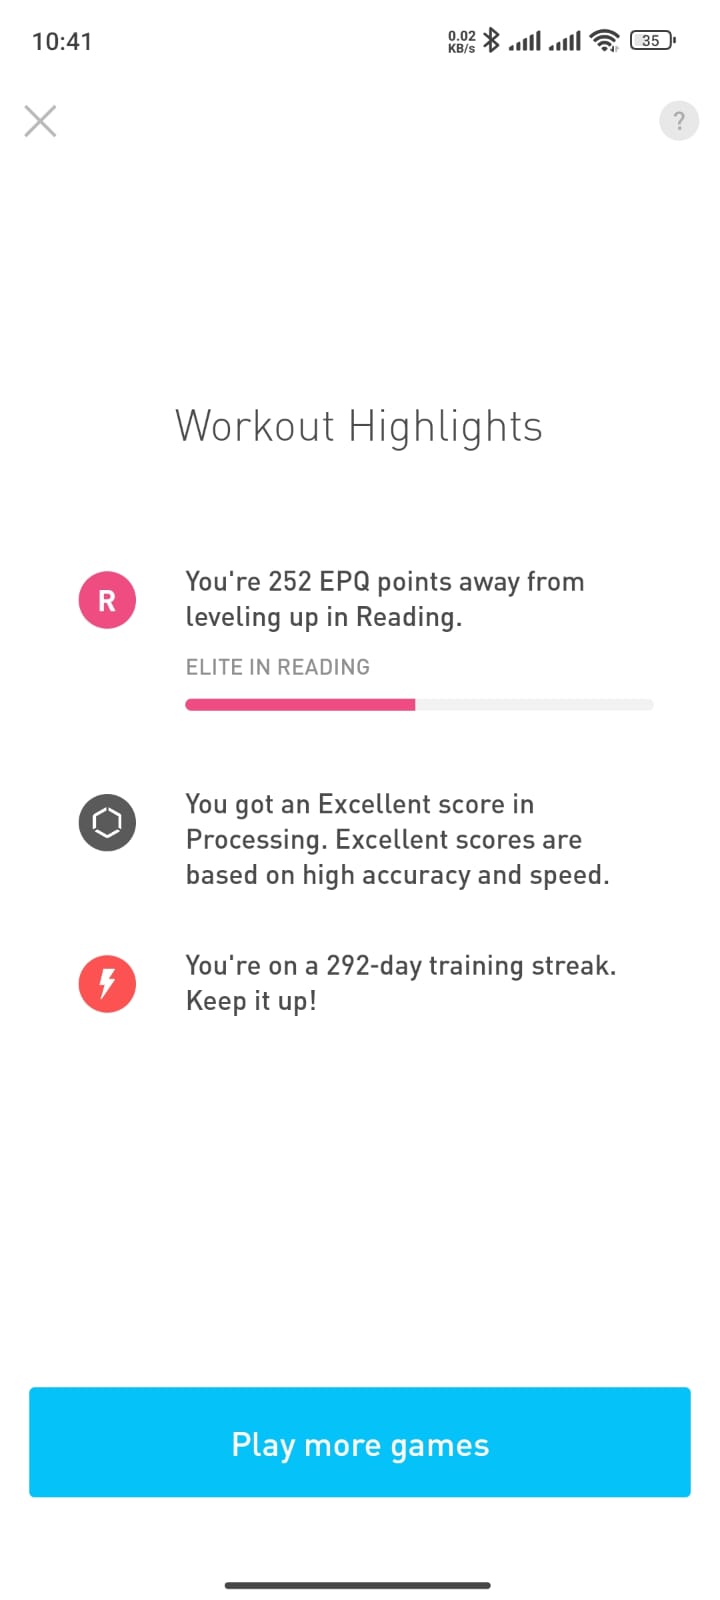 10:41
0.02
KB/s
35
?
Workout Highlights
R
You're 252 EPQ points away from
leveling up in Reading.
ELITE IN READING
You got an Excellent score in
Processing. Excellent scores are
based on high accuracy and speed.
You're on a 292-day training streak.
Keep it up!
Play more games